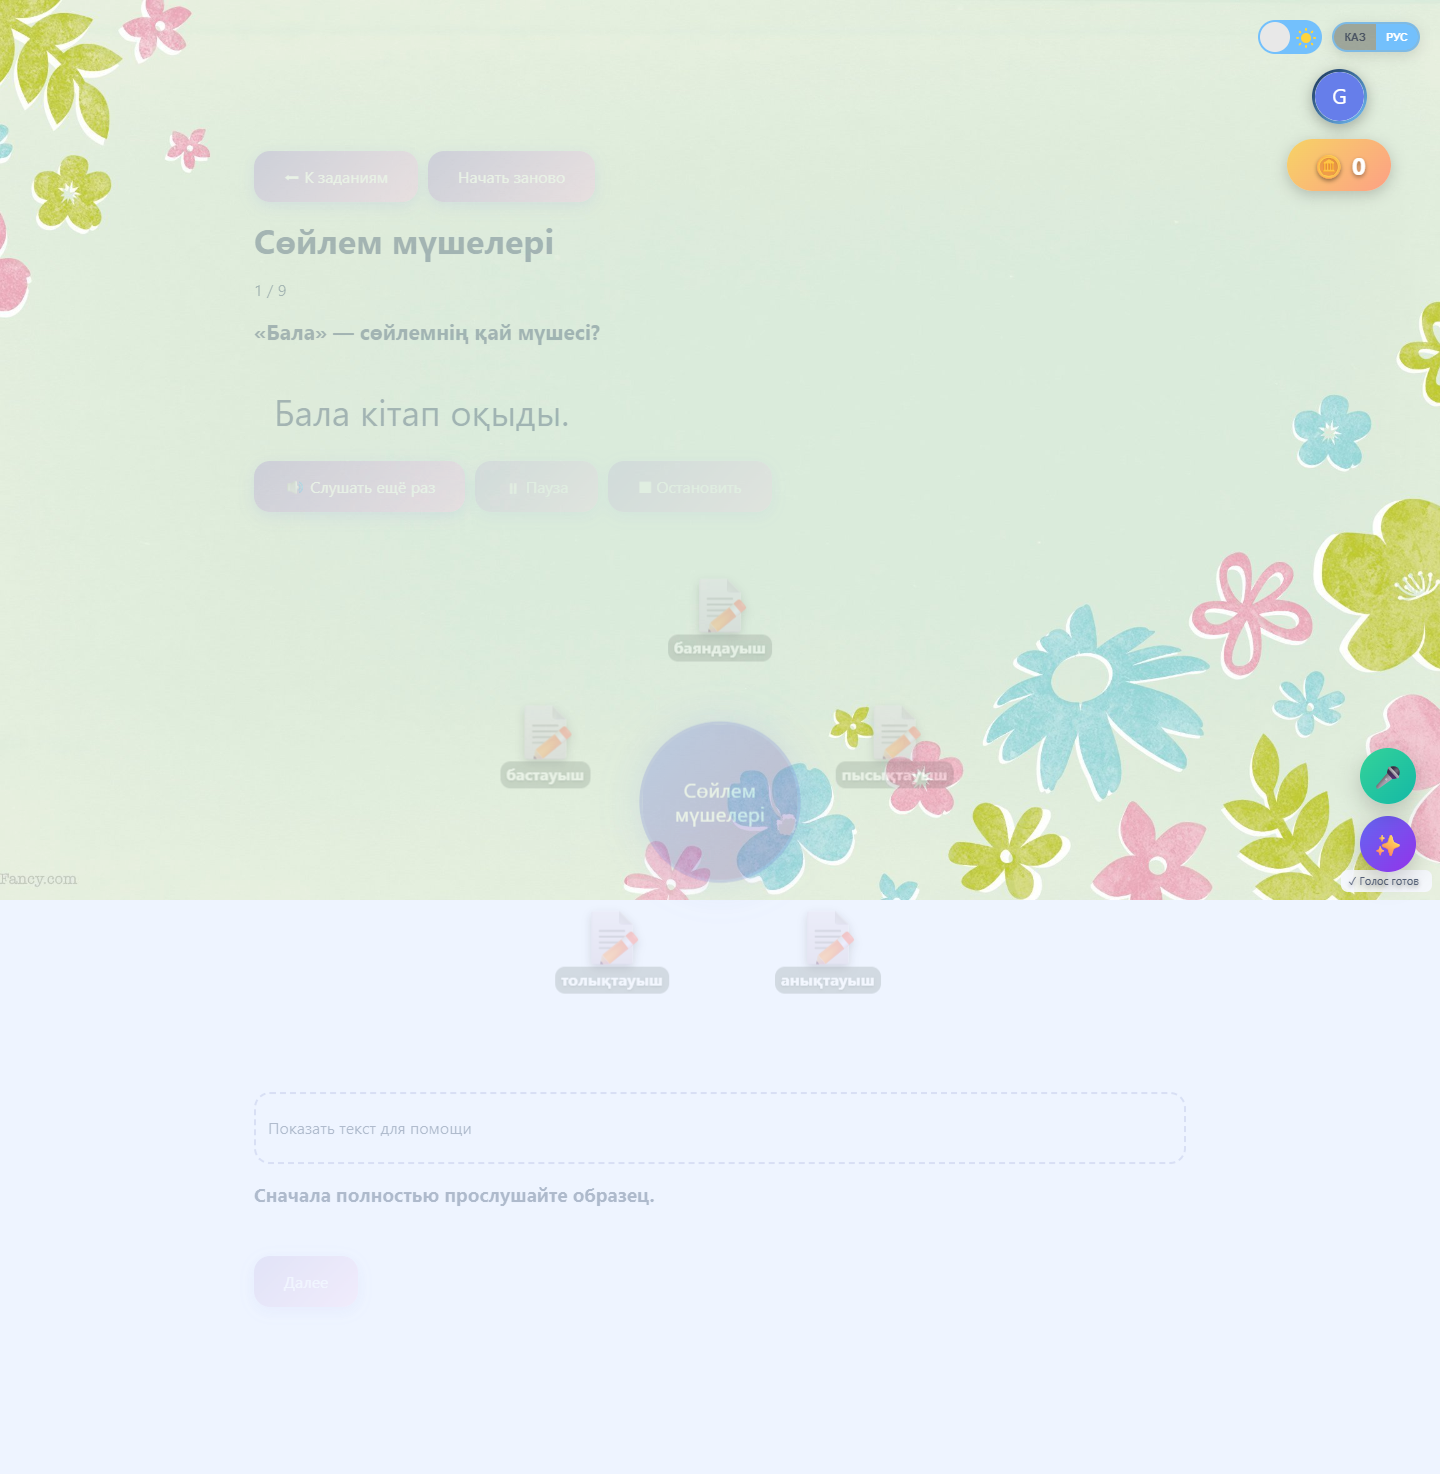 КАЗ РУС
G
0
К заданиям
Начать заново
Сөйлем мүшелері
1 / 9
«Бала» — сөйлемнің қай мүшесі?
Бала кітап оқыды.
Слушать ещё раз
Пауза
Остановить
баяндауыш
бастауыш
пысықтауыш
Сөйлем
мүшелері
Fancy.com
✓ Голос готов
толықтауыш
анықтауыш
Показать текст для помощи
Сначала полностью прослушайте образец.
Далее